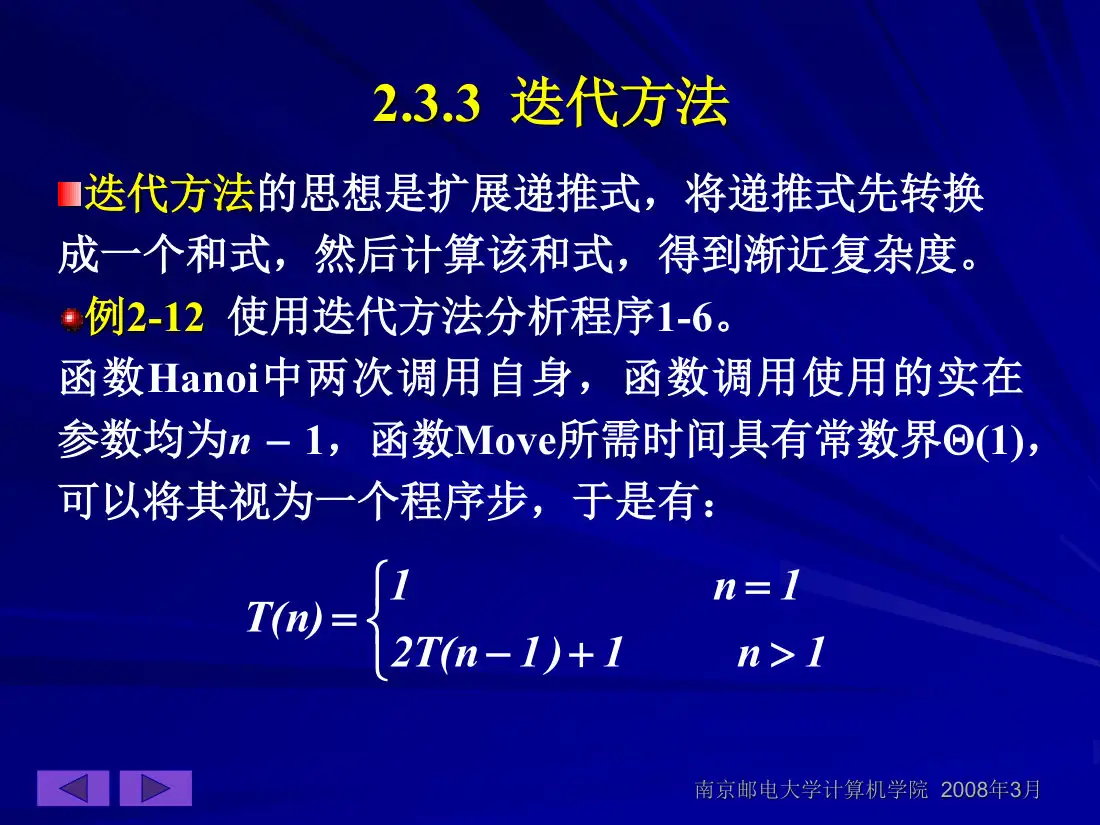 2.3.3 迭代方法
迭代方法的思想是扩展递推式，将递推式先转换
成一个和式，然后计算该和式，得到渐近复杂度。
例2-12 使用迭代方法分析程序1-6。
函数Hanoi中两次调用自身，函数调用使用的实在
参数均为n – 1，函数Move所需时间具有常数界Θ(1)，
可以将其视为一个程序步，于是有：
1 n = 1
T(n) =
2T(n − 1) + 1 n > 1
南京邮电大学计算机学院 2008年3月